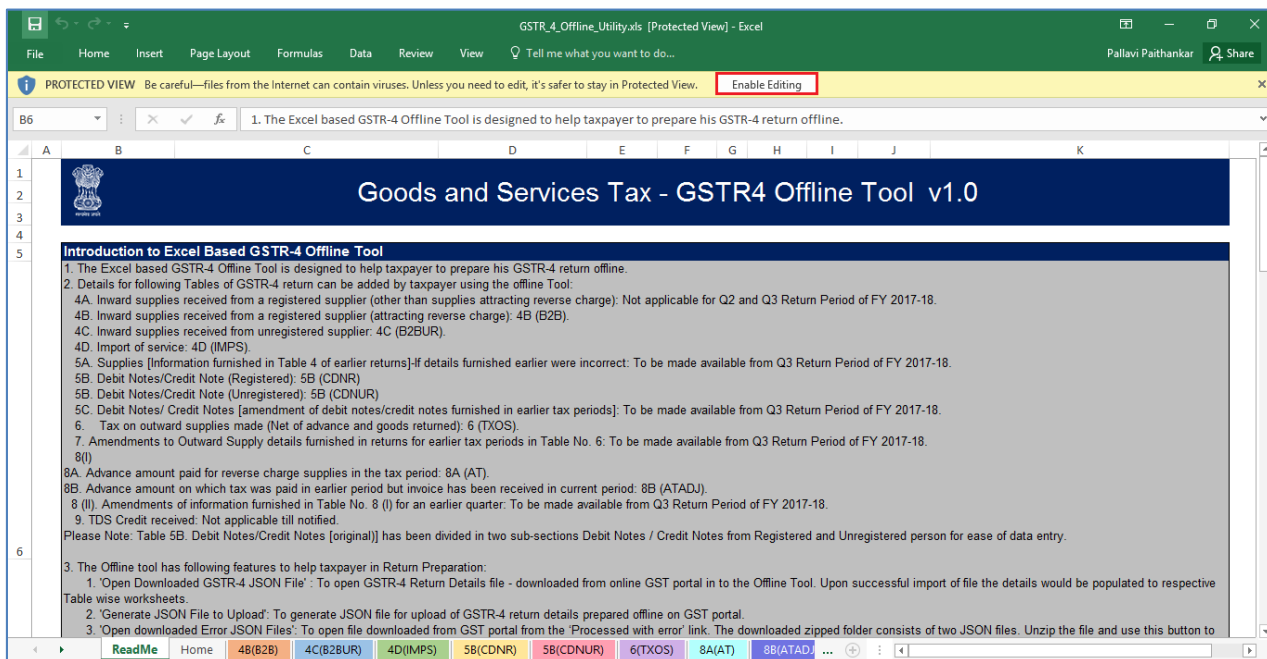 GSTR_4_Offline_Utility.xls [Protected View] - Excel
File Home Insert Page Layout Formulas Data Review View Tell me what you want to do... Pallavi Paithankar Share
PROTECTED VIEW Be careful—files from the Internet can contain viruses. Unless you need to edit, it's safer to stay in Protected View. Enable Editing
B6 fx 1. The Excel based GSTR-4 Offline Tool is designed to help taxpayer to prepare his GSTR-4 return offline.
A B C D E F G H I J K
1
2
3
सत्यमेव जयते
Goods and Services Tax - GSTR4 Offline Tool v1.0
4
5 Introduction to Excel Based GSTR-4 Offline Tool
1. The Excel based GSTR-4 Offline Tool is designed to help taxpayer to prepare his GSTR-4 return offline.
2. Details for following Tables of GSTR-4 return can be added by taxpayer using the offline Tool:
4A. Inward supplies received from a registered supplier (other than supplies attracting reverse charge): Not applicable for Q2 and Q3 Return Period of FY 2017-18.
4B. Inward supplies received from a registered supplier (attracting reverse charge): 4B (B2B).
4C. Inward supplies received from unregistered supplier: 4C (B2BUR).
4D. Import of service: 4D (IMPS).
5A. Supplies [Information furnished in Table 4 of earlier returns]-If details furnished earlier were incorrect: To be made available from Q3 Return Period of FY 2017-18.
5B. Debit Notes/Credit Note (Registered): 5B (CDNR)
5B. Debit Notes/Credit Note (Unregistered): 5B (CDNUR)
5C. Debit Notes/ Credit Notes [amendment of debit notes/credit notes furnished in earlier tax periods]: To be made available from Q3 Return Period of FY 2017-18.
6. Tax on outward supplies made (Net of advance and goods returned): 6 (TXOS).
7. Amendments to Outward Supply details furnished in returns for earlier tax periods in Table No. 6: To be made available from Q3 Return Period of FY 2017-18.
8(I)
8A. Advance amount paid for reverse charge supplies in the tax period: 8A (AT).
8B. Advance amount on which tax was paid in earlier period but invoice has been received in current period: 8B (ATADJ).
8 (II). Amendments of information furnished in Table No. 8 (I) for an earlier quarter: To be made available from Q3 Return Period of FY 2017-18.
9. TDS Credit received: Not applicable till notified.
Please Note: Table 5B. Debit Notes/Credit Notes [original)] has been divided in two sub-sections Debit Notes / Credit Notes from Registered and Unregistered person for ease of data entry.
6
3. The Offline tool has following features to help taxpayer in Return Preparation:
1. 'Open Downloaded GSTR-4 JSON File' : To open GSTR-4 Return Details file - downloaded from online GST portal in to the Offline Tool. Upon successful import of file the details would be populated to respective
Table wise worksheets.
2. 'Generate JSON File to Upload': To generate JSON file for upload of GSTR-4 return details prepared offline on GST portal.
3. 'Open downloaded Error JSON Files': To open file downloaded from GST portal from the 'Processed with error' link. The downloaded zipped folder consists of two JSON files. Unzip the file and use this button to
ReadMe Home 4B(B2B) 4C(B2BUR) 4D(IMPS) 5B(CDNR) 5B(CDNUR) 6(TXOS) 8A(AT) 8B(ATADJ ...